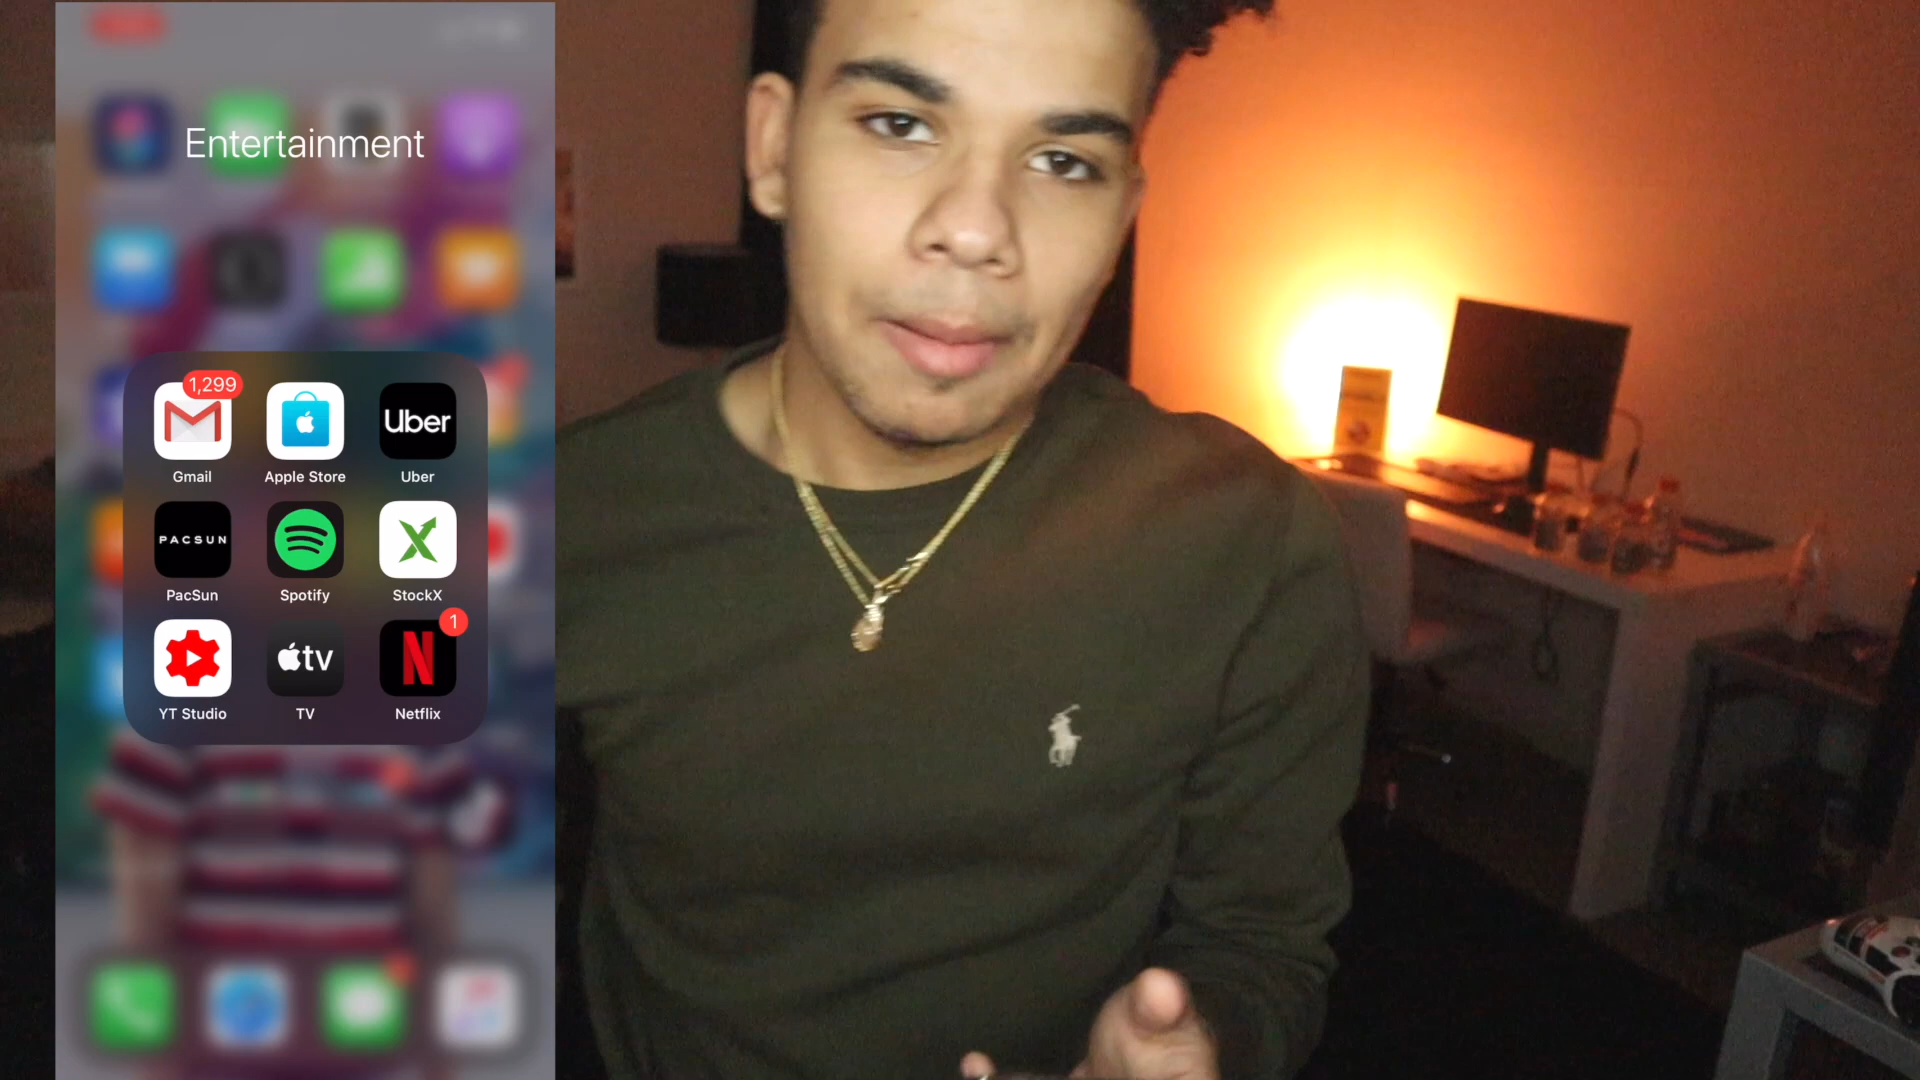 Entertainment
1,299
Uber
Gmail
Apple Store
Uber
PACSUN
PacSun
Spotify
StockX
1
tv
N
YT Studio
TV
Netflix